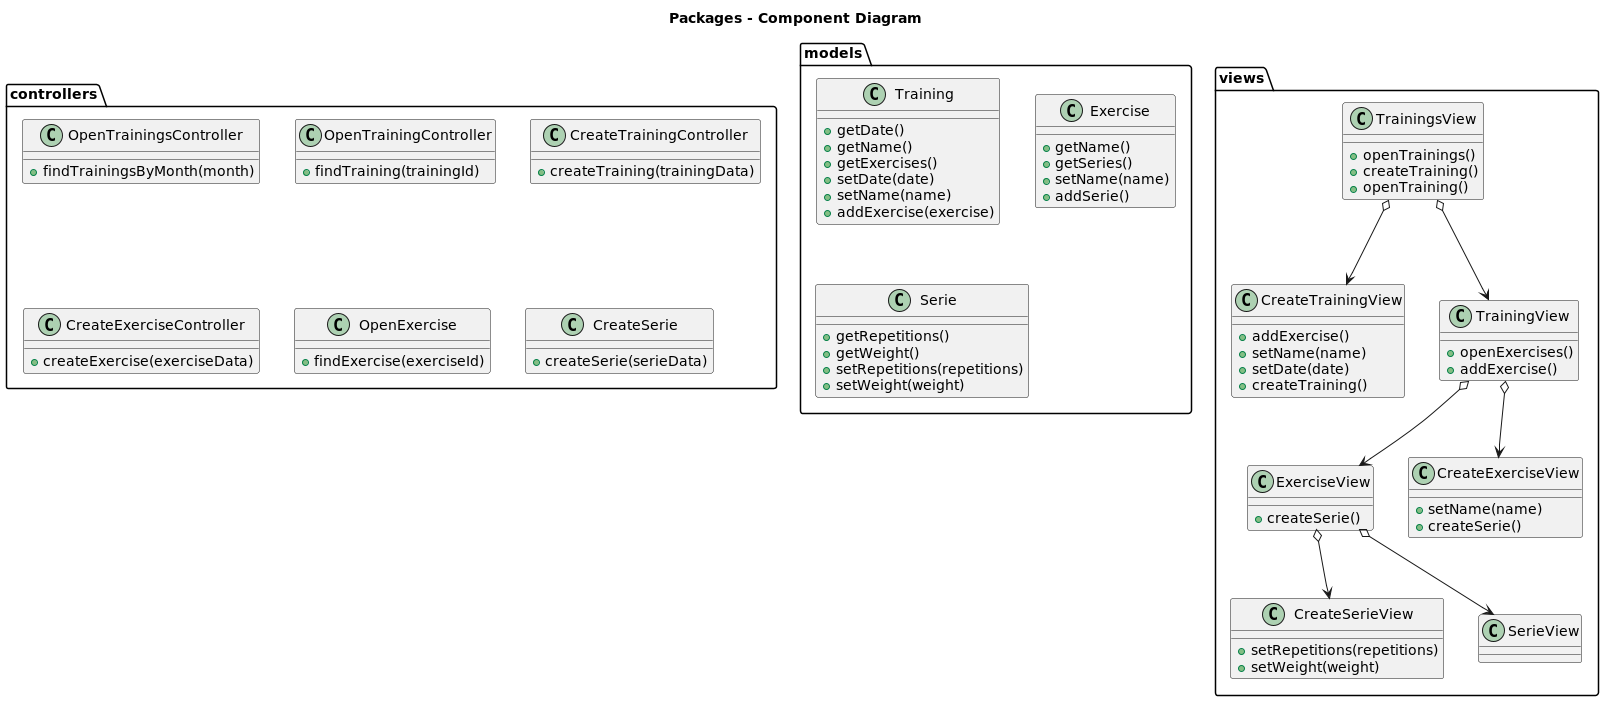 Packages - Component Diagram
controllers
C OpenTrainingsController
findTrainingsByMonth(month)
C OpenTrainingController
findTraining(trainingId)
C CreateTrainingController
createTraining(trainingData)
C CreateExerciseController
createExercise(exerciseData)
C OpenExercise
findExercise(exerciseId)
C CreateSerie
createSerie(serieData)
models
C Training
getDate()
getName()
getExercises()
setDate(date)
setName(name)
addExercise(exercise)
C Exercise
getName()
getSeries()
setName(name)
addSerie()
C Serie
getRepetitions()
getWeight()
setRepetitions(repetitions)
setWeight(weight)
views
C TrainingsView
openTrainings()
createTraining()
openTraining()
C CreateTrainingView
addExercise()
setName(name)
setDate(date)
createTraining()
C TrainingView
openExercises()
addExercise()
C ExerciseView
createSerie()
C CreateExerciseView
setName(name)
createSerie()
C CreateSerieView
setRepetitions(repetitions)
setWeight(weight)
C SerieView